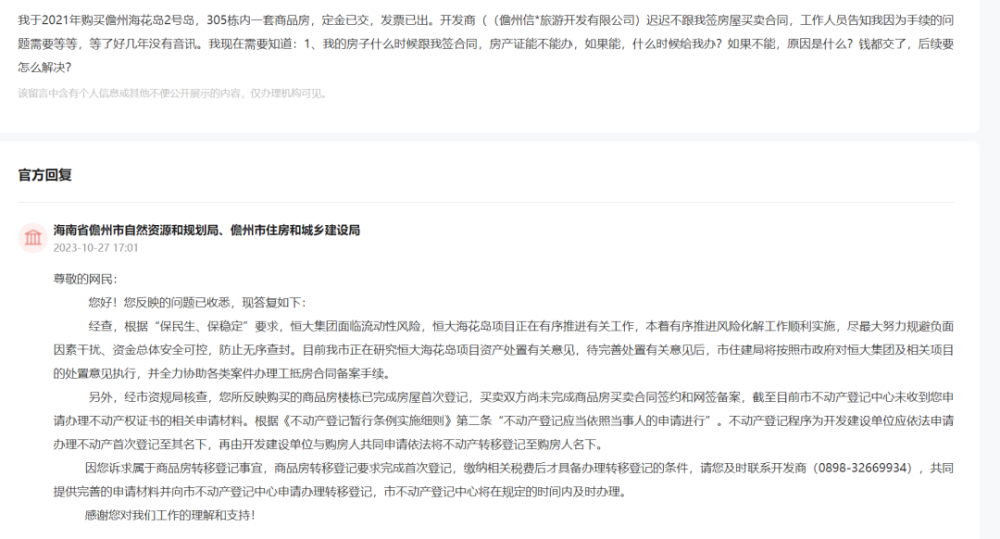 我于2021年购买儋州海花岛2号岛，305栋内一套商品房，定金已交，发票已出。开发商（（儋州信*旅游开发有限公司）迟迟不跟我签房屋买卖合同，工作人员告知我因为手续的问
题需要等等，等了好几年没有音讯。我现在需要知道：1、我的房子什么时候跟我签合同，房产证能不能办，如果能，什么时候给我办？如果不能，原因是什么？钱都交了，后续要
怎么解决？
该留言中含有个人信息或其他不便公开展示的内容，仅办理机构可见。
官方回复
海南省儋州市自然资源和规划局、儋州市住房和城乡建设局
2023-10-27 17:01
尊敬的网民：
您好！您反映的问题已收悉，现答复如下：
经查，根据“保民生、保稳定”要求，恒大集团面临流动性风险，恒大海花岛项目正在有序推进有关工作，本着有序推进风险化解工作顺利实施，尽最大努力规避负面
因素干扰、资金总体安全可控，防止无序查封。目前我市正在研究恒大海花岛项目资产处置有关意见，待完善处置有关意见后，市住建局将按照市政府对恒大集团及相关项目
的处置意见执行，并全力协助各类案件办理工抵房合同备案手续。
另外，经市资规局核查，您所反映购买的商品房楼栋已完成房屋首次登记，买卖双方尚未完成商品房买卖合同签约和网签备案，截至目前市不动产登记中心未收到您申
请办理不动产权证书的相关申请材料。根据《不动产登记暂行条例实施细则》第二条“不动产登记应当依照当事人的申请进行”。不动产登记程序为开发建设单位应依法申请
办理不动产首次登记至其名下，再由开发建设单位与购房人共同申请依法将不动产转移登记至购房人名下。
因您诉求属于商品房转移登记事宜，商品房转移登记要求完成首次登记，缴纳相关税费后才具备办理转移登记的条件，请您及时联系开发商（0898-32669934），共同
提供完善的申请材料并向市不动产登记中心申请办理转移登记，市不动产登记中心将在规定的时间内及时办理。
感谢您对我们工作的理解和支持！